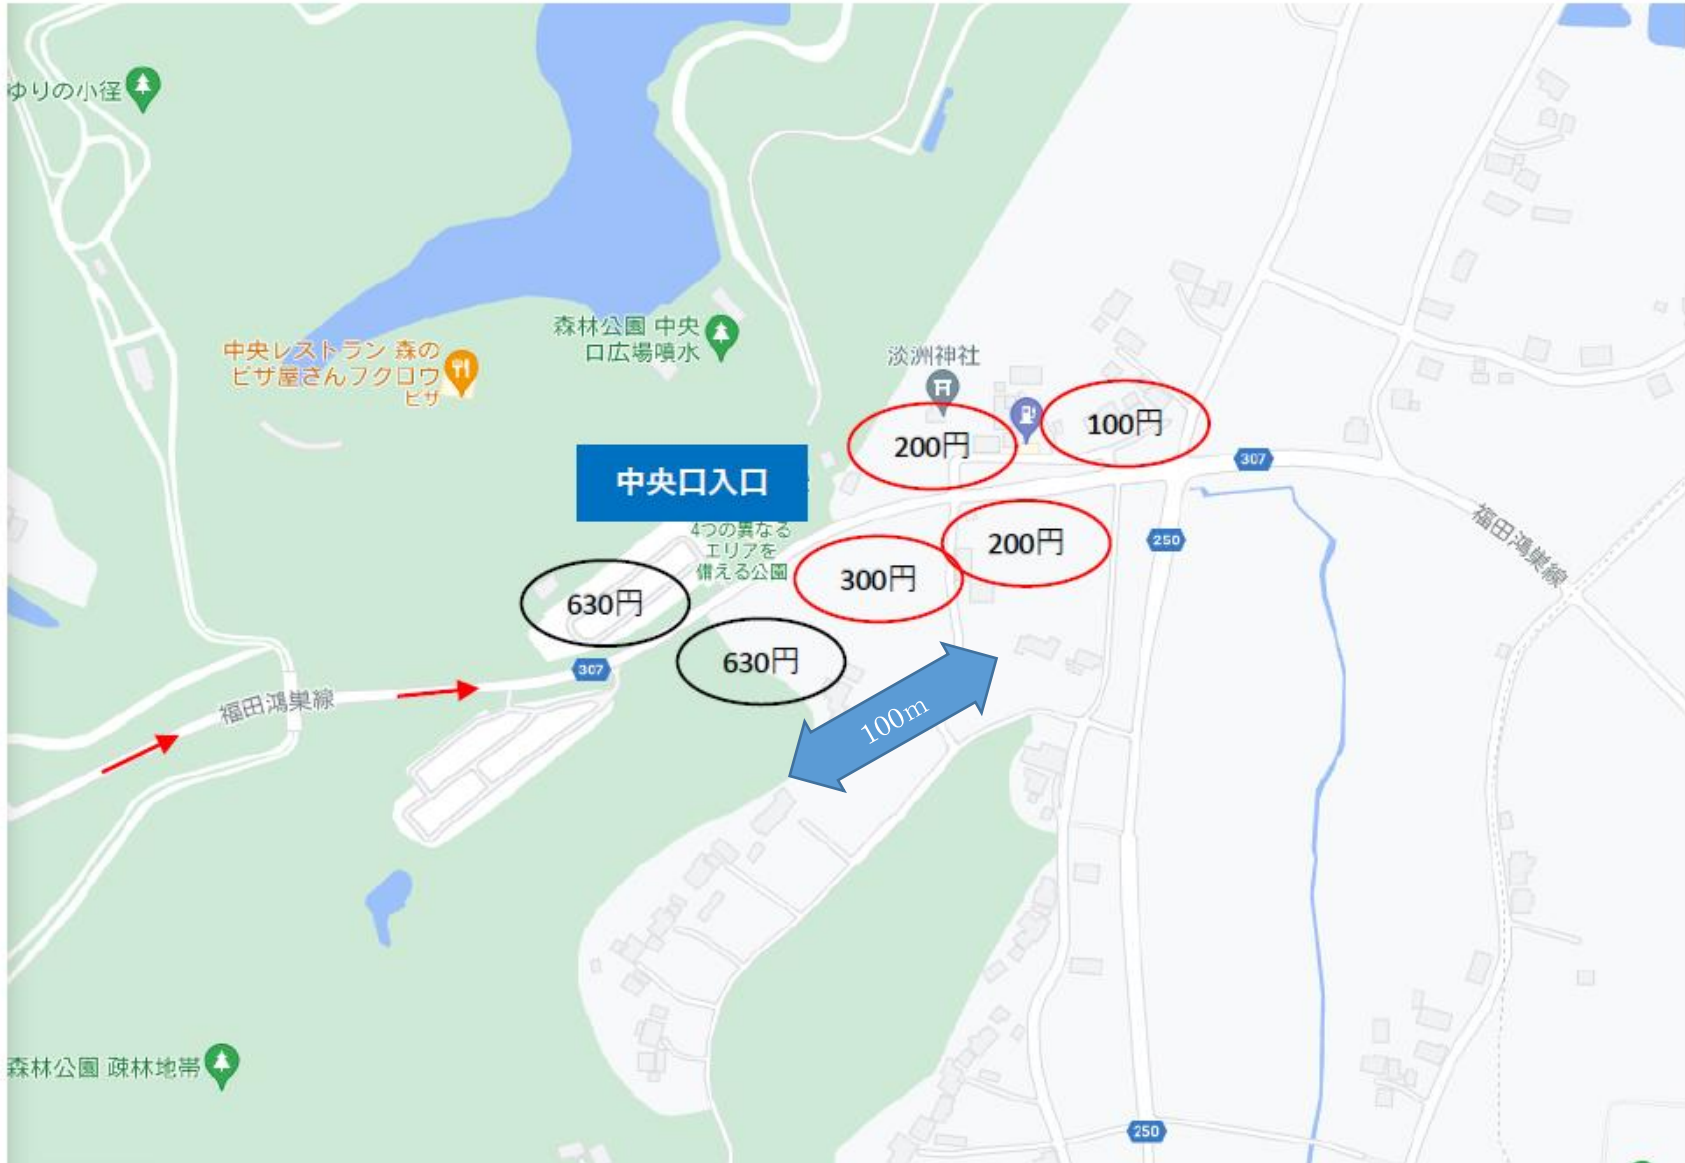 ゆりの小径
森林公園 中央
口広場噴水
中央レストラン 森の
ピザ屋さんフクロウ
ピザ
淡洲神社
200円
100円
307
中央口入口
4つの異なる
エリアを
備える公園
200円
300円
250
福田鴻巣線
630円
630円
307
福田鴻巣線
100m
森林公園 疎林地帯
250